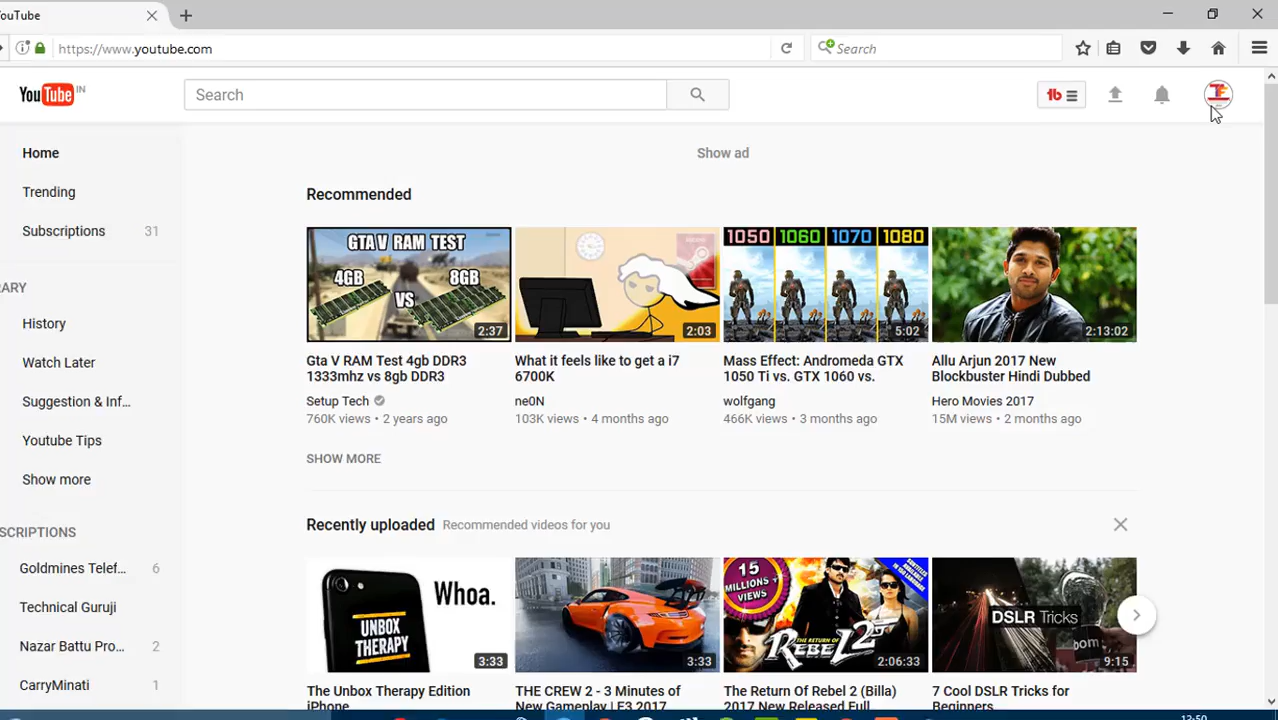 YouTube
https://www.youtube.com
Search
YouTube IN
Search
tb
TF
Home
Show ad
Trending
Recommended
Subscriptions 31
GTA V RAM TEST
4GB
VS
8GB
2:37
2:03
1050 1060 1070 1080
5:02
2:13:02
RARY
History
Gta V RAM Test 4gb DDR3
1333mhz vs 8gb DDR3
Setup Tech
760K views • 2 years ago
What it feels like to get a i7
6700K
ne0N
103K views • 4 months ago
Mass Effect: Andromeda GTX
1050 Ti vs. GTX 1060 vs.
wolfgang
466K views • 3 months ago
Allu Arjun 2017 New
Blockbuster Hindi Dubbed
Hero Movies 2017
15M views • 2 months ago
Watch Later
Suggestion & Inf...
Youtube Tips
SHOW MORE
Show more
SCRIPTIONS
Recently uploaded Recommended videos for you
Goldmines Telef... 6
Technical Guruji
Nazar Battu Pro... 2
CarryMinati 1
Whoa.
UNBOX
THERAPY
3:33
3:33
15
MILLIONS+
VIEWS
THE RETURN OF
REBEL 2
2:06:33
DSLR Tricks
9:15
The Unbox Therapy Edition
iPhone
THE CREW 2 - 3 Minutes of
New Gameplay | E3 2017
The Return Of Rebel 2 (Billa)
2017 New Released Full
7 Cool DSLR Tricks for
Beginners
12:50